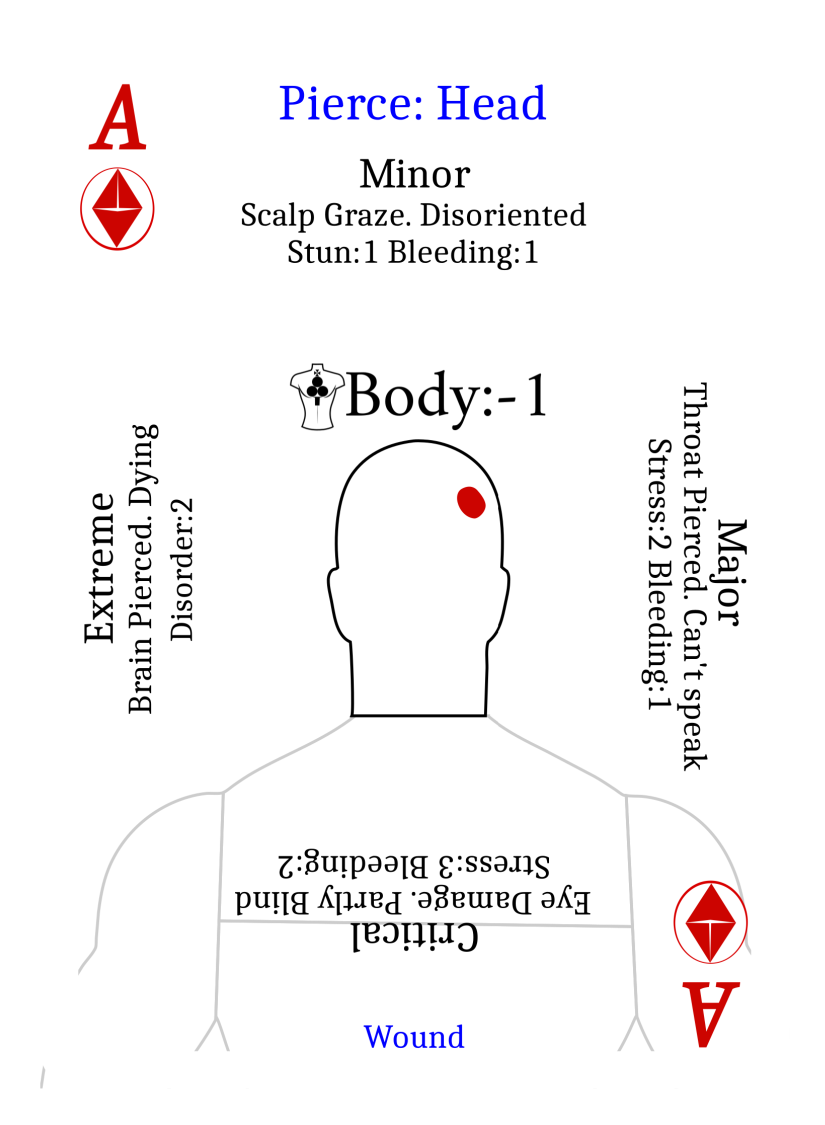 A
Pierce: Head
Minor
Scalp Graze. Disoriented
Stun:1 Bleeding:1
Body:-1
Extreme
Brain Pierced. Dying
Disorder:2
Major
Throat Pierced. Can't speak
Stress:2 Bleeding:1
Critical
Eye Damage. Partly Blind
Stress:3 Bleeding:2
Wound
A